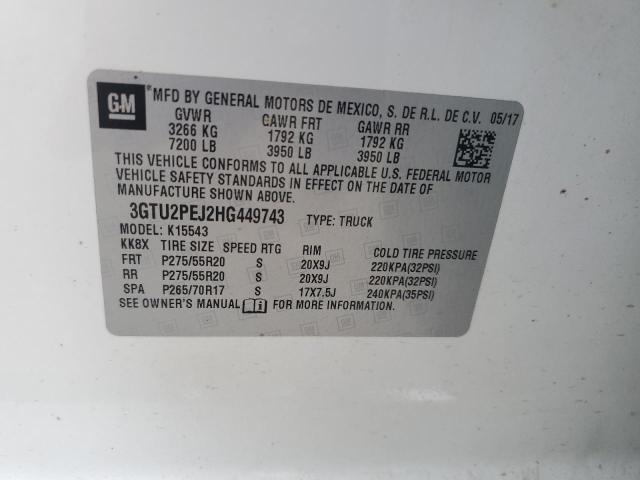 GM
*MFD BY GENERAL MOTORS DE MEXICO, S. DE R.L. DE C.V. 05/17
GVWR GAWR FRT GAWR RR
3266 KG 1792 KG 1792 KG
7200 LB 3950 LB 3950 LB
THIS VEHICLE CONFORMS TO ALL APPLICABLE U.S. FEDERAL MOTOR
VEHICLE SAFETY STANDARDS IN EFFECT ON THE DATE OF
MANUFACTURE SHOWN ABOVE.
3GTU2PEJ2HG449743 TYPE: TRUCK
MODEL: K15543
KK8X TIRE SIZE SPEED RTG RIM COLD TIRE PRESSURE
FRT P275/55R20 S 20X9J 220KPA(32PSI)
RR P275/55R20 S 20X9J 220KPA(32PSI)
SPA P265/70R17 S 17X7.5J 240KPA(35PSI)
SEE OWNER'S MANUAL FOR MORE INFORMATION.